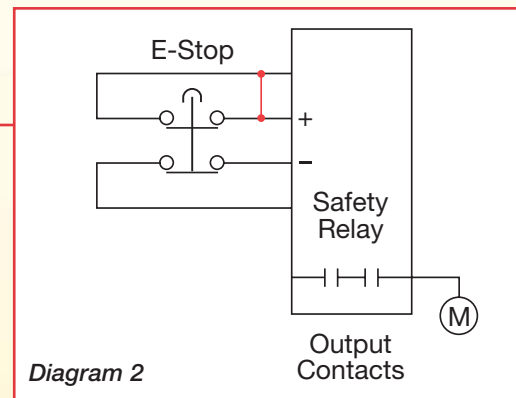 E-Stop
+
−
Safety
Relay
M
Output
Contacts
Diagram 2